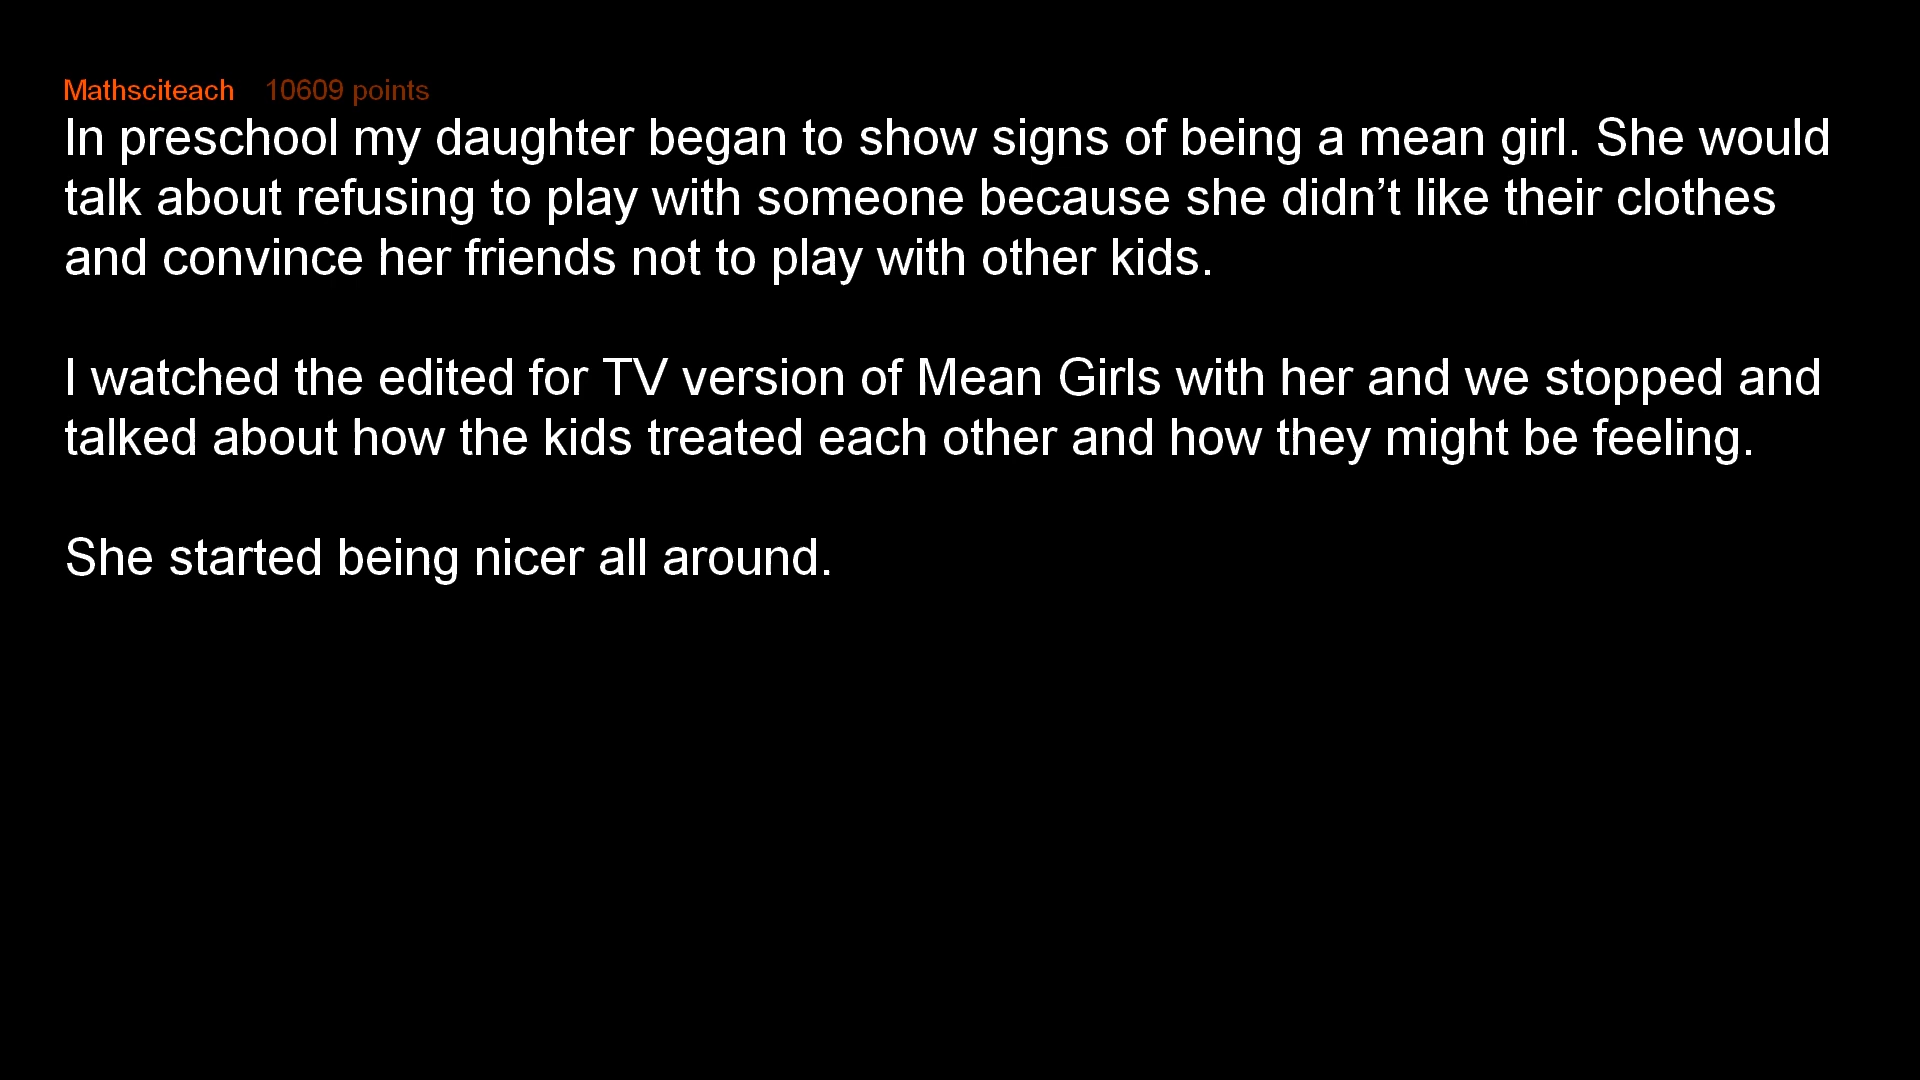 Mathsciteach 10609 points
In preschool my daughter began to show signs of being a mean girl. She would
talk about refusing to play with someone because she didn’t like their clothes
and convince her friends not to play with other kids.
I watched the edited for TV version of Mean Girls with her and we stopped and
talked about how the kids treated each other and how they might be feeling.
She started being nicer all around.